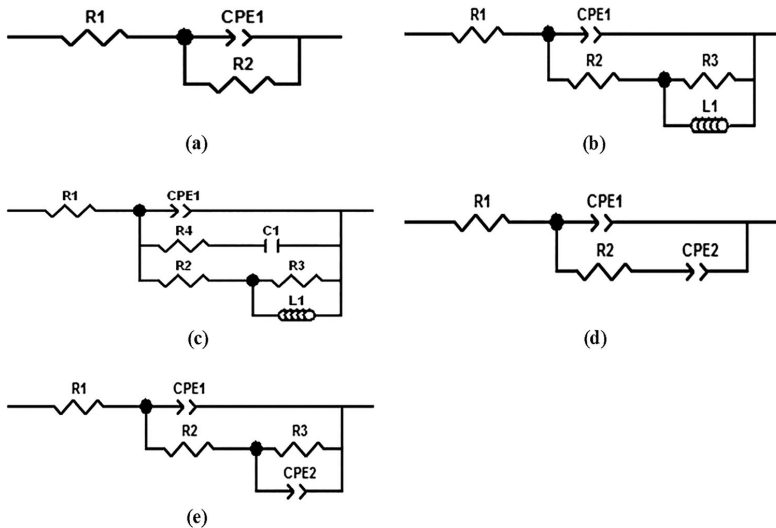 R1
CPE1
R2
(a)
R1
CPE1
R2
R3
L1
(b)
R1
CPE1
R4
C1
R2
R3
L1
(c)
R1
CPE1
R2
CPE2
(d)
R1
CPE1
R2
R3
CPE2
(e)